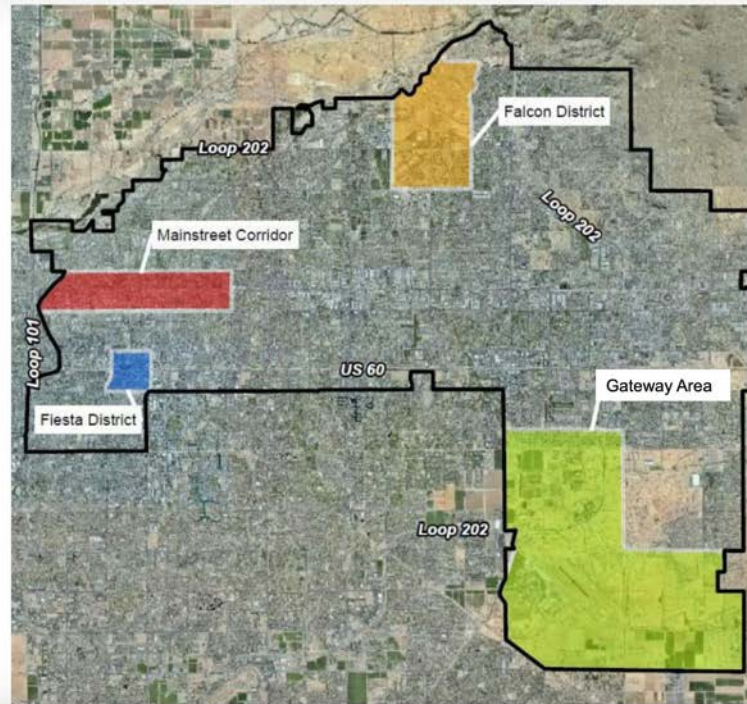 Falcon District
Loop 202
Loop 202
Mainstreet Corridor
Loop 101
US 60
Gateway Area
Fiesta District
Loop 202